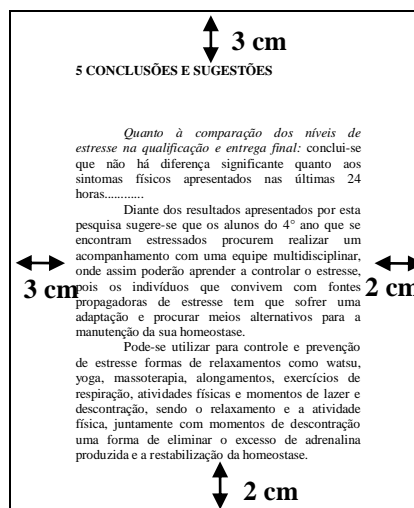 3 cm
5 CONCLUSÕES E SUGESTÕES
Quanto à comparação dos níveis de
estresse na qualificação e entrega final: conclui-se
que não há diferença significante quanto aos
sintomas físicos apresentados nas últimas 24
horas............
Diante dos resultados apresentados por esta
pesquisa sugere-se que os alunos do 4° ano que se
encontram estressados procurem realizar um
acompanhamento com uma equipe multidisciplinar,
onde assim poderão aprender a controlar o estresse,
pois os indivíduos que convivem com fontes
propagadoras de estresse tem que sofrer uma
adaptação e procurar meios alternativos para a
manutenção da sua homeostase.
3 cm
2 cm
Pode-se utilizar para controle e prevenção
de estresse formas de relaxamentos como watsu,
yoga, massoterapia, alongamentos, exercícios de
respiração, atividades físicas e momentos de lazer e
descontração, sendo o relaxamento e a atividade
física, juntamente com momentos de descontração
uma forma de eliminar o excesso de adrenalina
produzida e a restabilização da homeostase.
2 cm